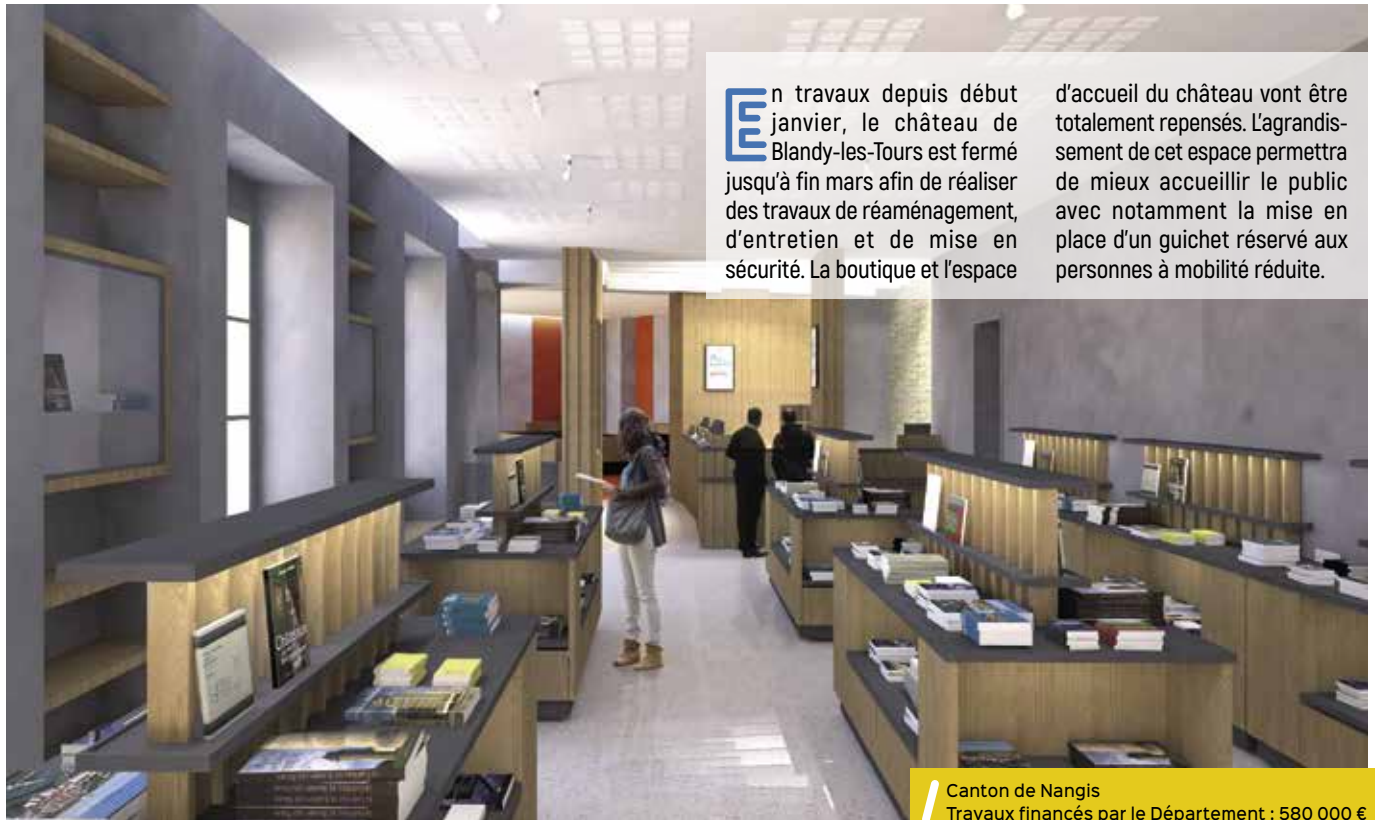 En travaux depuis début
janvier, le château de
Blandy-les-Tours est fermé
jusqu'à fin mars afin de réaliser
des travaux de réaménagement,
d'entretien et de mise en
sécurité. La boutique et l'espace
d'accueil du château vont être
totalement repensés. L'agrandis-
sement de cet espace permettra
de mieux accueillir le public
avec notamment la mise en
place d'un guichet réservé aux
personnes à mobilité réduite.
Canton de Nangis
Travaux financés par le Département : 580 000 €